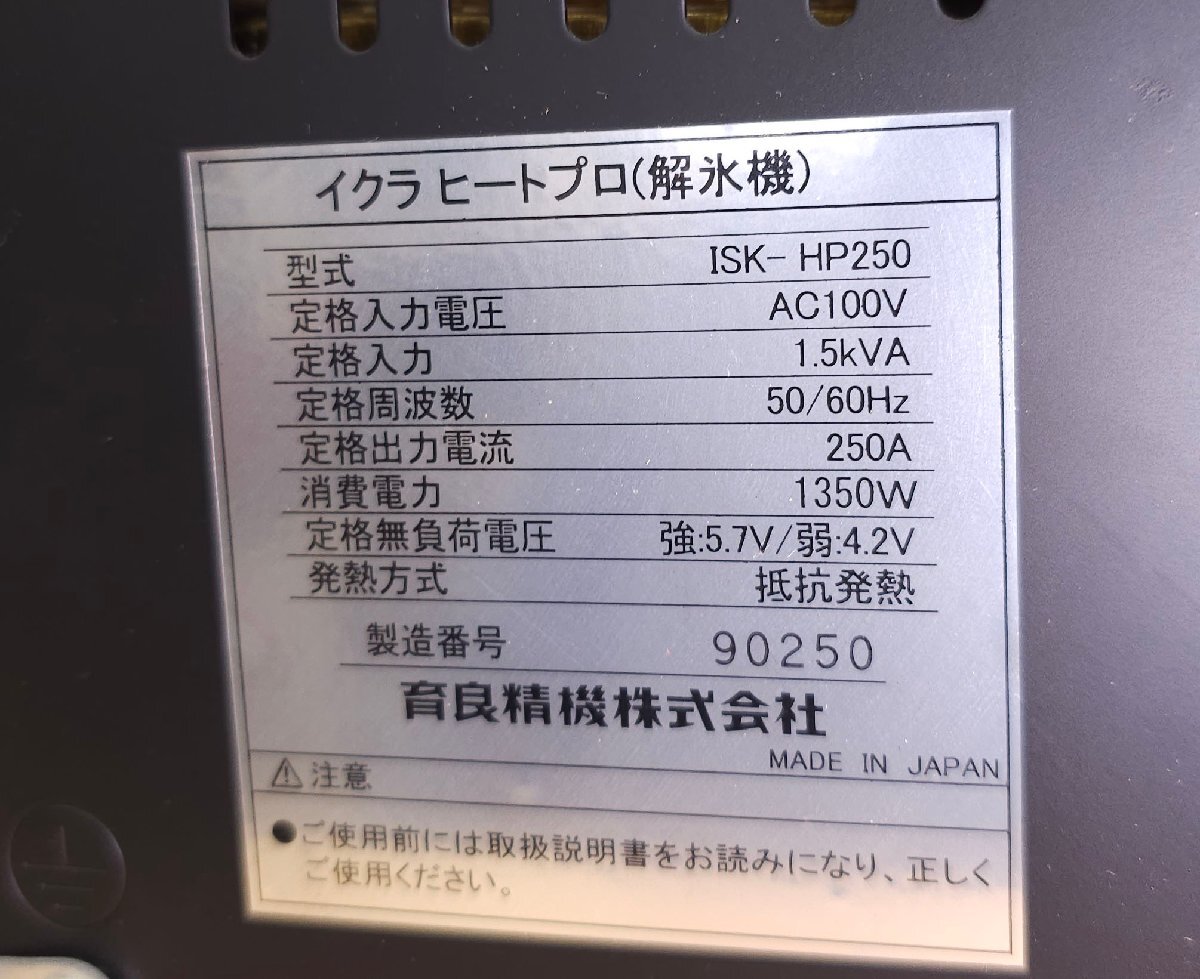 イクラ ヒートプロ(解氷機)
型式 ISK- HP250
定格入力電圧 AC100V
定格入力 1.5kVA
定格周波数 50/60Hz
定格出力電流 250A
消費電力 1350W
定格無負荷電圧 強:5.7V/弱:4.2V
発熱方式 抵抗発熱
製造番号 90250
育良精機株式会社
MADE IN JAPAN
⚠注意
●ご使用前には取扱説明書をお読みになり、正しく
ご使用ください。